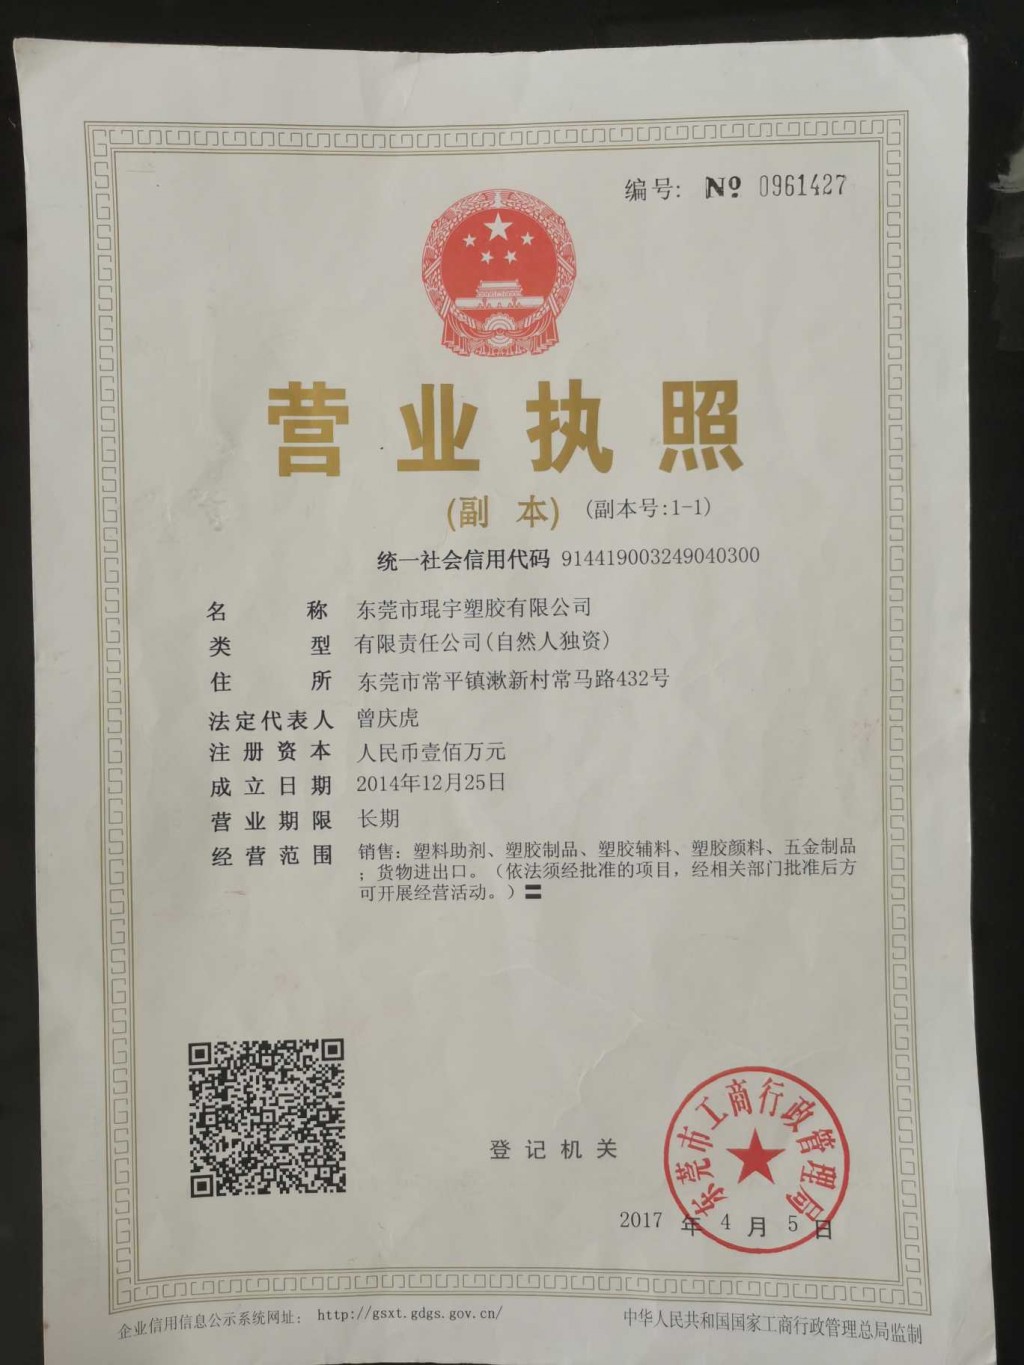 编号: № 0961427
营业执照
(副 本) (副本号:1-1)
统一社会信用代码 914419003249040300
名称 东莞市琨宇塑胶有限公司
类型 有限责任公司(自然人独资)
住所 东莞市常平镇漱新村常马路432号
法定代表人 曾庆虎
注册资本 人民币壹佰万元
成立日期 2014年12月25日
营业期限 长期
经营范围 销售：塑料助剂、塑胶制品、塑胶辅料、塑胶颜料、五金制品
；货物进出口。（依法须经批准的项目，经相关部门批准后方
可开展经营活动。）〓
东莞市工商行政管理局
登记机关
2017 年 4 月 5 日
企业信用信息公示系统网址： http://gsxt.gdgs.gov.cn/
中华人民共和国国家工商行政管理总局监制